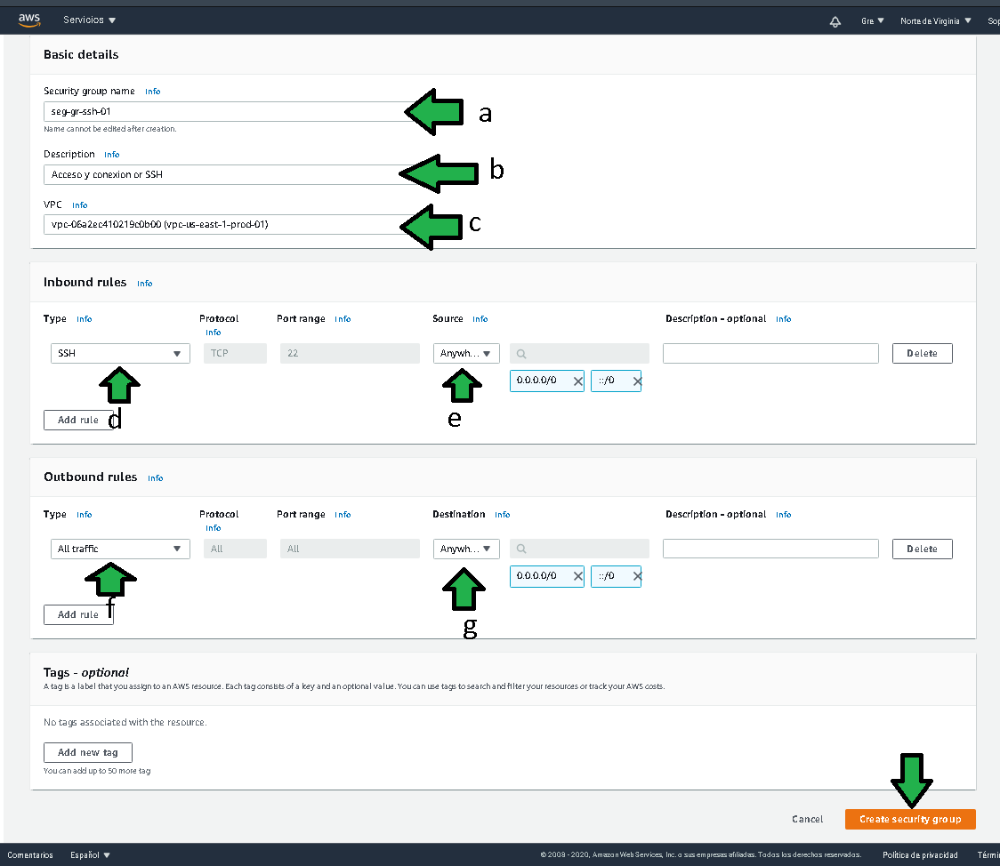 aws Servicios Gre Norte de Virginia Sop
Basic details
Security group name Info
seg-gr-ssh-01
a
Name cannot be edited after creation.
Description Info
Acceso y conexion or SSH
b
VPC Info
vpc-06a2ec410219c0b00 (vpc-us-east-1-prod-01)
c
Inbound rules Info
Type Info Protocol Info Port range Info Source Info Description - optional Info
SSH TCP 22 Anywh... Delete
0.0.0.0/0 ::/0
d
e
Add rule
Outbound rules Info
Type Info Protocol Info Port range Info Destination Info Description - optional Info
All traffic All All Anywh... Delete
0.0.0.0/0 ::/0
f
g
Add rule
Tags - optional
A tag is a label that you assign to an AWS resource. Each tag consists of a key and an optional value. You can use tags to search and filter your resources or track your AWS costs.
No tags associated with the resource.
Add new tag
You can add up to 50 more tag
Cancel Create security group
Comentarios Español © 2008 - 2020, Amazon Web Services, Inc. o sus empresas afiliadas. Todos los derechos reservados. Política de privacidad Térmi